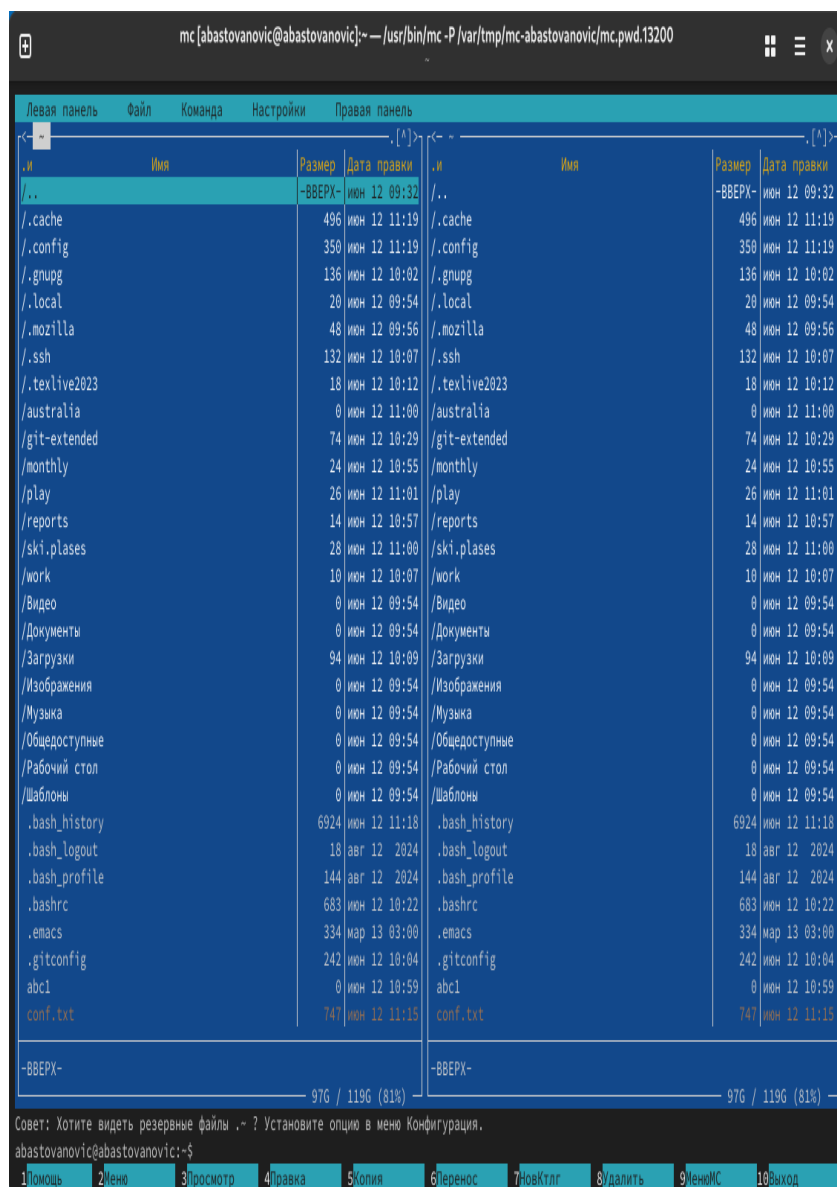 mc [abastovanovic@abastovanovic]:~ — /usr/bin/mc -P /var/tmp/mc-abastovanovic/mc.pwd.13200
~
Левая панель Файл Команда Настройки Правая панель
<- ~ .[^]> <- ~ .[^]>
.и Имя Размер Дата правки .и Имя Размер Дата правки
/.. -ВВЕРХ- июн 12 09:32 /.. -ВВЕРХ- июн 12 09:32
/.cache 496 июн 12 11:19 /.cache 496 июн 12 11:19
/.config 350 июн 12 11:19 /.config 350 июн 12 11:19
/.gnupg 136 июн 12 10:02 /.gnupg 136 июн 12 10:02
/.local 20 июн 12 09:54 /.local 20 июн 12 09:54
/.mozilla 48 июн 12 09:56 /.mozilla 48 июн 12 09:56
/.ssh 132 июн 12 10:07 /.ssh 132 июн 12 10:07
/.texlive2023 18 июн 12 10:12 /.texlive2023 18 июн 12 10:12
/australia 0 июн 12 11:00 /australia 0 июн 12 11:00
/git-extended 74 июн 12 10:29 /git-extended 74 июн 12 10:29
/monthly 24 июн 12 10:55 /monthly 24 июн 12 10:55
/play 26 июн 12 11:01 /play 26 июн 12 11:01
/reports 14 июн 12 10:57 /reports 14 июн 12 10:57
/ski.plases 28 июн 12 11:00 /ski.plases 28 июн 12 11:00
/work 10 июн 12 10:07 /work 10 июн 12 10:07
/Видео 0 июн 12 09:54 /Видео 0 июн 12 09:54
/Документы 0 июн 12 09:54 /Документы 0 июн 12 09:54
/Загрузки 94 июн 12 10:09 /Загрузки 94 июн 12 10:09
/Изображения 0 июн 12 09:54 /Изображения 0 июн 12 09:54
/Музыка 0 июн 12 09:54 /Музыка 0 июн 12 09:54
/Общедоступные 0 июн 12 09:54 /Общедоступные 0 июн 12 09:54
/Рабочий стол 0 июн 12 09:54 /Рабочий стол 0 июн 12 09:54
/Шаблоны 0 июн 12 09:54 /Шаблоны 0 июн 12 09:54
.bash_history 6924 июн 12 11:18 .bash_history 6924 июн 12 11:18
.bash_logout 18 авг 12 2024 .bash_logout 18 авг 12 2024
.bash_profile 144 авг 12 2024 .bash_profile 144 авг 12 2024
.bashrc 683 июн 12 10:22 .bashrc 683 июн 12 10:22
.emacs 334 мар 13 03:00 .emacs 334 мар 13 03:00
.gitconfig 242 июн 12 10:04 .gitconfig 242 июн 12 10:04
abc1 0 июн 12 10:59 abc1 0 июн 12 10:59
conf.txt 747 июн 12 11:15 conf.txt 747 июн 12 11:15
-ВВЕРХ- -ВВЕРХ-
97G / 119G (81%) 97G / 119G (81%)
Совет: Хотите видеть резервные файлы .~ ? Установите опцию в меню Конфигурация.
abastovanovic@abastovanovic:~$
1Помощь 2Меню 3Просмотр 4Правка 5Копия 6Перенос 7НовКтлг 8Удалить 9МенюMC 10Выход